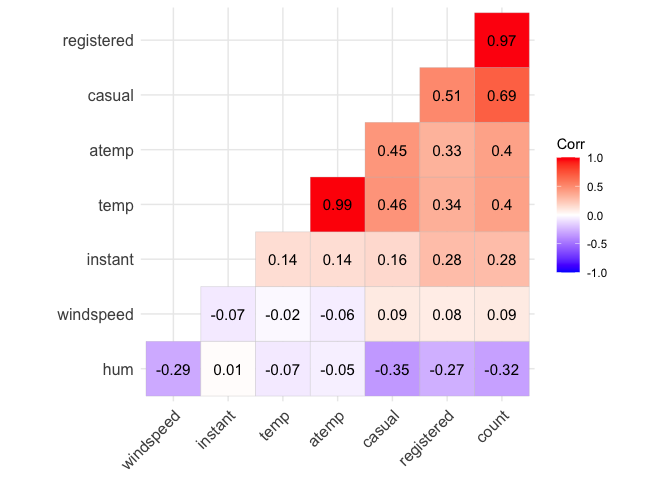 registered 0.97
casual 0.51 0.69
atemp 0.45 0.33 0.4
temp 0.99 0.46 0.34 0.4
instant 0.14 0.14 0.16 0.28 0.28
windspeed -0.07 -0.02 -0.06 0.09 0.08 0.09
hum -0.29 0.01 -0.07 -0.05 -0.35 -0.27 -0.32
windspeed instant temp atemp casual registered count
Corr
1.0
0.5
0.0
-0.5
-1.0